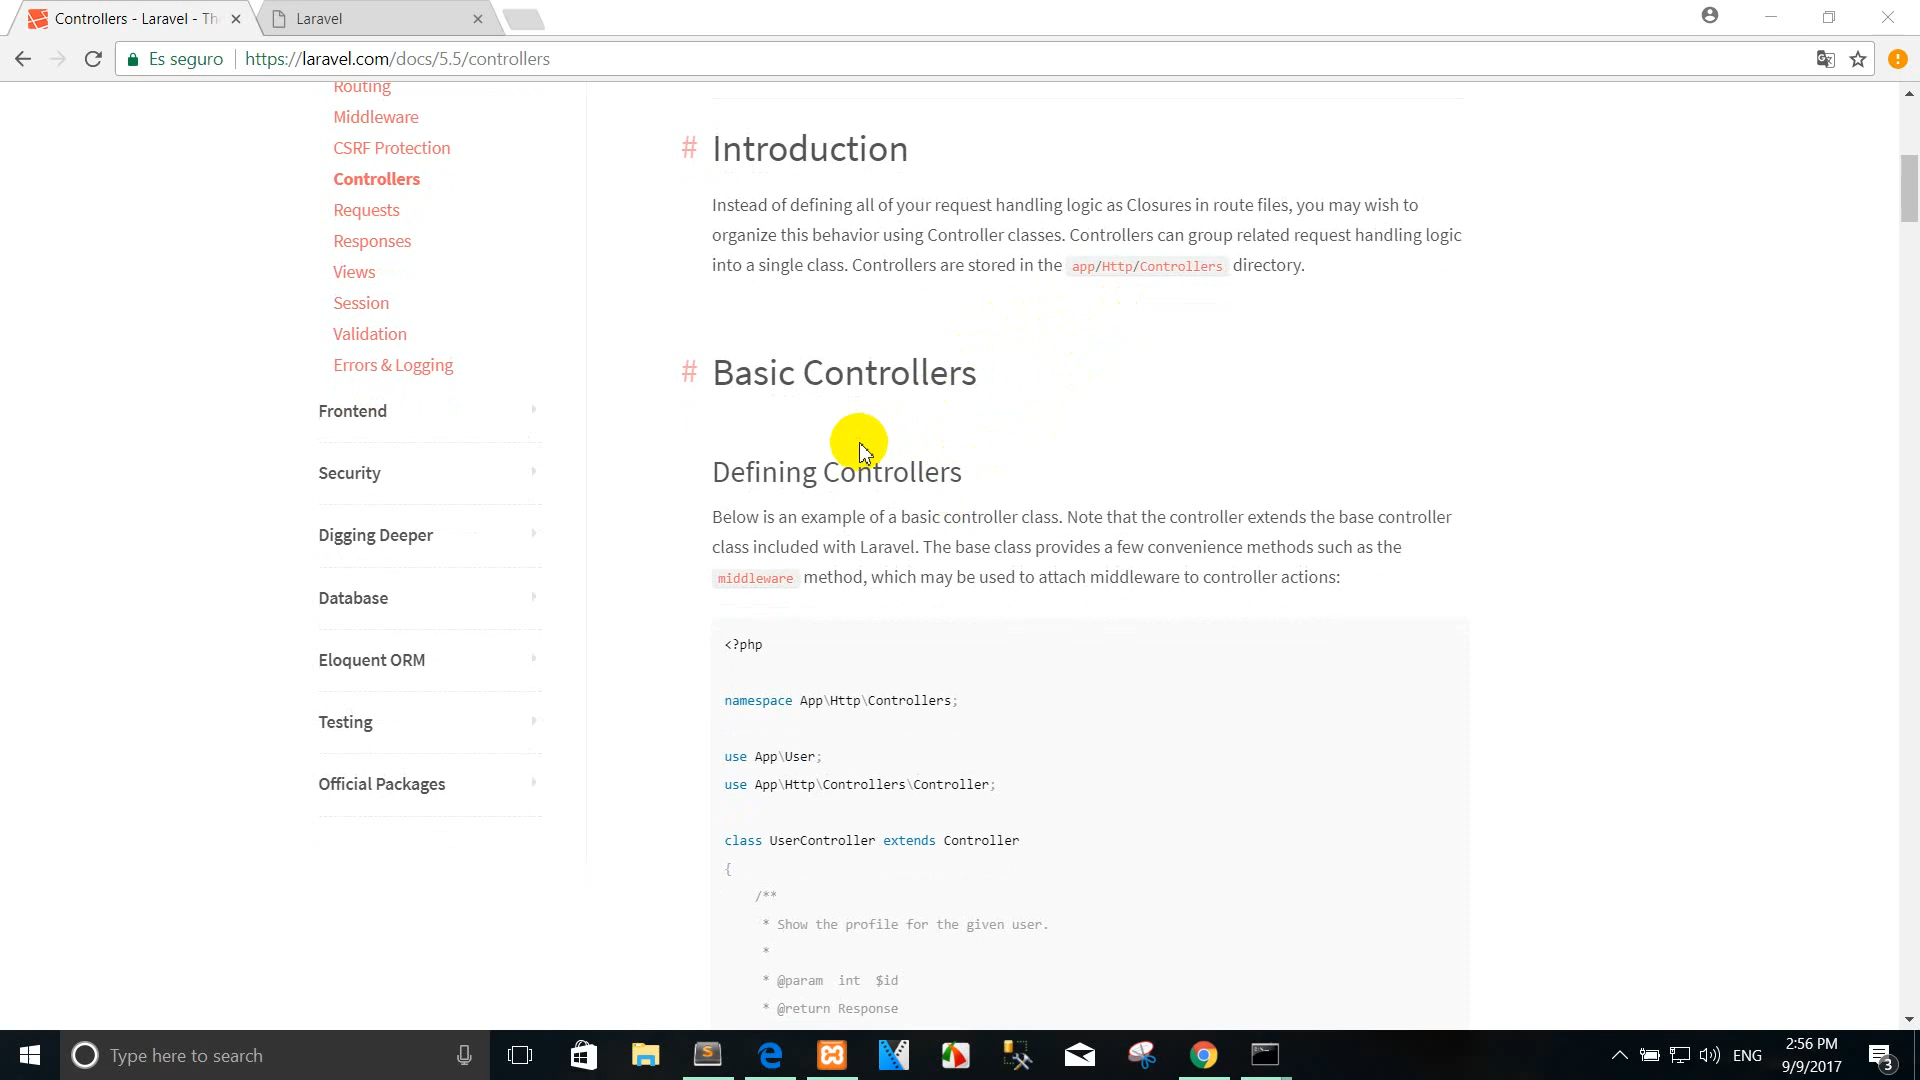 Controllers - Laravel - Th
Laravel
Es seguro
https://laravel.com/docs/5.5/controllers
Routing
Middleware
CSRF Protection
Controllers
Requests
Responses
Views
Session
Validation
Errors & Logging
Frontend
Security
Digging Deeper
Database
Eloquent ORM
Testing
Official Packages
# Introduction
Instead of defining all of your request handling logic as Closures in route files, you may wish to
organize this behavior using Controller classes. Controllers can group related request handling logic
into a single class. Controllers are stored in the app/Http/Controllers directory.
# Basic Controllers
Defining Controllers
Below is an example of a basic controller class. Note that the controller extends the base controller
class included with Laravel. The base class provides a few convenience methods such as the
middleware method, which may be used to attach middleware to controller actions:
<?php
namespace App\Http\Controllers;
use App\User;
use App\Http\Controllers\Controller;
class UserController extends Controller
{
/**
* Show the profile for the given user.
*
* @param int $id
* @return Response
Type here to search
ENG
2:56 PM
9/9/2017
3